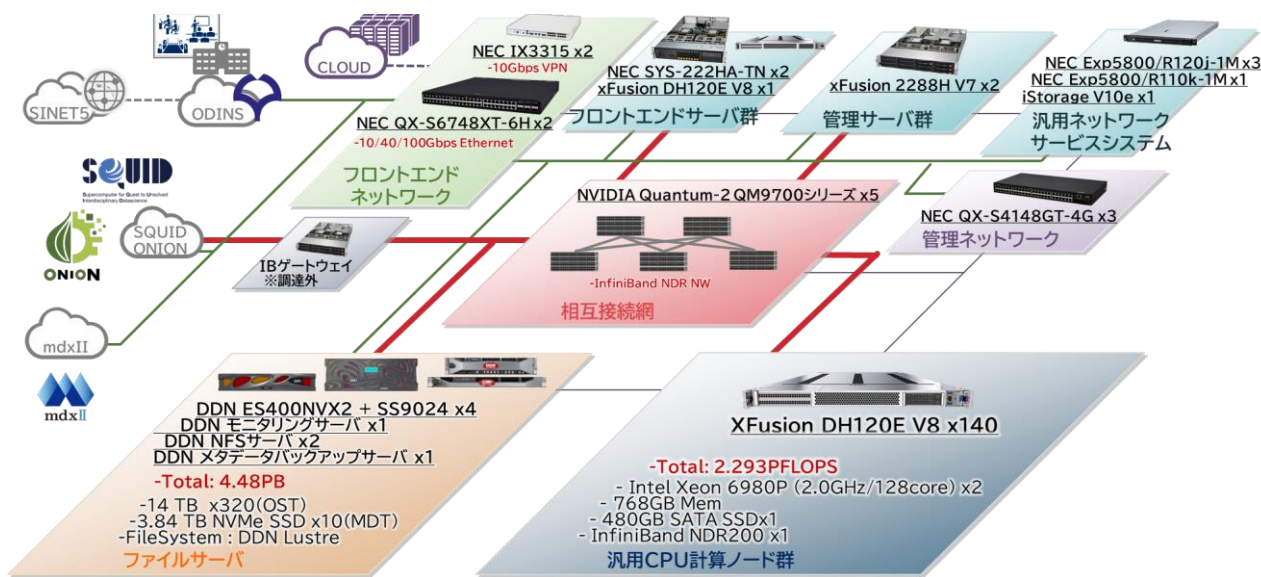 SINET5
ODINS
CLOUD
NEC IX3315 x2
-10Gbps VPN
NEC QX-S6748XT-6H x2
-10/40/100Gbps Ethernet
フロントエンド
ネットワーク
NEC SYS-222HA-TN x2
xFusion DH120E V8 x1
フロントエンドサーバ群
xFusion 2288H V7 x2
管理サーバ群
NEC Exp5800/R120j-1M x3
NEC Exp5800/R110k-1M x1
iStorage V10e x1
汎用ネットワーク
サービスシステム
SQUID
Supercomputer for Quest to Unsolved
Interdisciplinary Datascience
ONION
SQUID
ONION
IBゲートウェイ
※調達外
NVIDIA Quantum-2 QM9700シリーズ x5
-InfiniBand NDR NW
相互接続網
NEC QX-S4148GT-4G x3
管理ネットワーク
mdxII
mdxII
DDN ES400NVX2 + SS9024 x4
DDN モニタリングサーバ x1
DDN NFSサーバ x2
DDN メタデータバックアップサーバ x1
-Total: 4.48PB
-14 TB x320(OST)
-3.84 TB NVMe SSD x10(MDT)
-FileSystem : DDN Lustre
ファイルサーバ
XFusion DH120E V8 x140
-Total: 2.293PFLOPS
- Intel Xeon 6980P (2.0GHz/128core) x2
- 768GB Mem
- 480GB SATA SSDx1
- InfiniBand NDR200 x1
汎用CPU計算ノード群